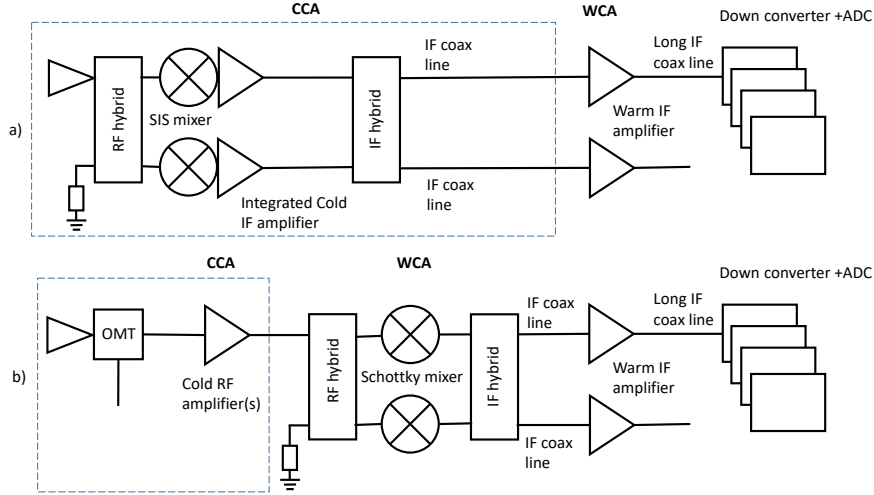 CCA
WCA
Down converter +ADC
IF coax
line
Long IF
coax line
a)
RF hybrid
SIS mixer
IF hybrid
Warm IF
amplifier
Integrated Cold
IF amplifier
IF coax
line
CCA
WCA
Down converter +ADC
IF coax
line
Long IF
coax line
b)
OMT
Cold RF
amplifier(s)
RF hybrid
Schottky mixer
IF hybrid
Warm IF
amplifier
IF coax
line